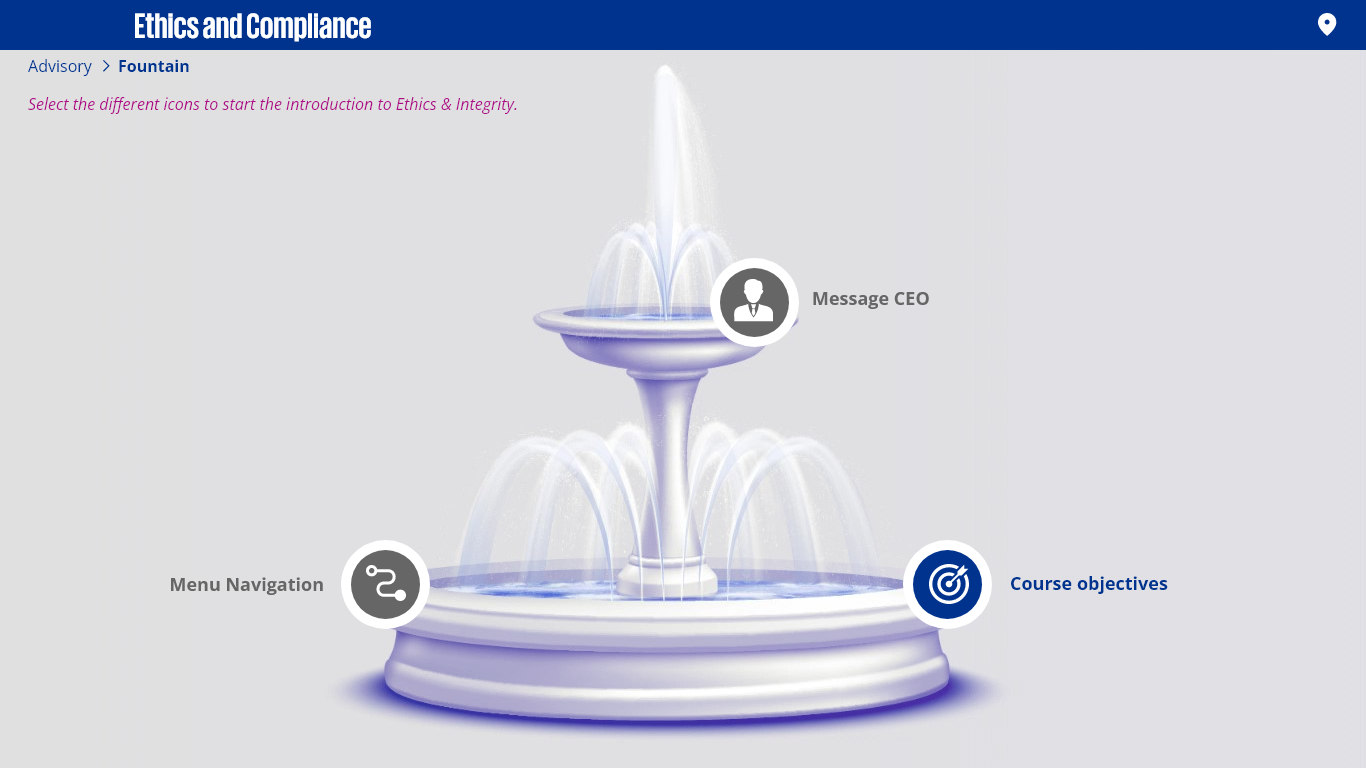 Ethics and Compliance
Advisory > Fountain
Select the different icons to start the introduction to Ethics & Integrity.
Message CEO
Menu Navigation
Course objectives